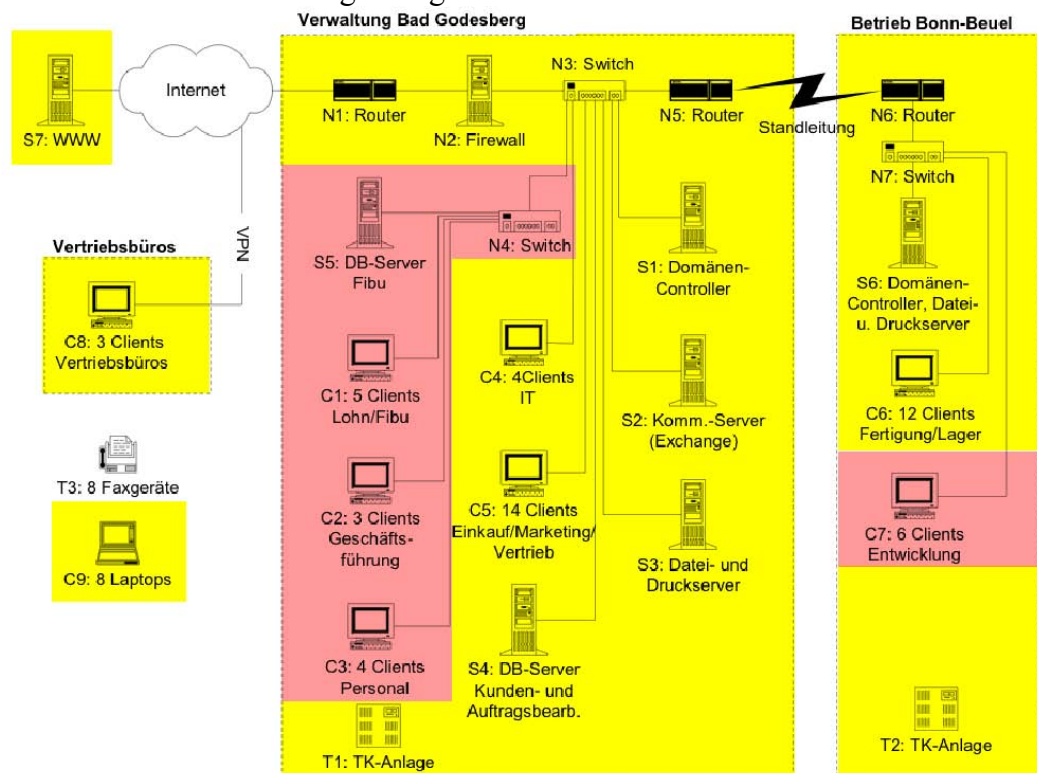 Verwaltung Bad Godesberg
Betrieb Bonn-Beuel
N3: Switch
Internet
N1: Router
N2: Firewall
N5: Router
Standleitung
N6: Router
S7: WWW
N7: Switch
VPN
Vertriebsbüros
N4: Switch
S5: DB-Server
Fibu
S1: Domänen-
Controller
S6: Domänen-
Controller, Datei-
u. Druckserver
C8: 3 Clients
Vertriebsbüros
C1: 5 Clients
Lohn/Fibu
C4: 4Clients
IT
S2: Komm.-Server
(Exchange)
C6: 12 Clients
Fertigung/Lager
T3: 8 Faxgeräte
C2: 3 Clients
Geschäfts-
führung
C5: 14 Clients
Einkauf/Marketing/
Vertrieb
S3: Datei- und
Druckserver
C7: 6 Clients
Entwicklung
C9: 8 Laptops
C3: 4 Clients
Personal
S4: DB-Server
Kunden- und
Auftragsbearb.
T1: TK-Anlage
T2: TK-Anlage